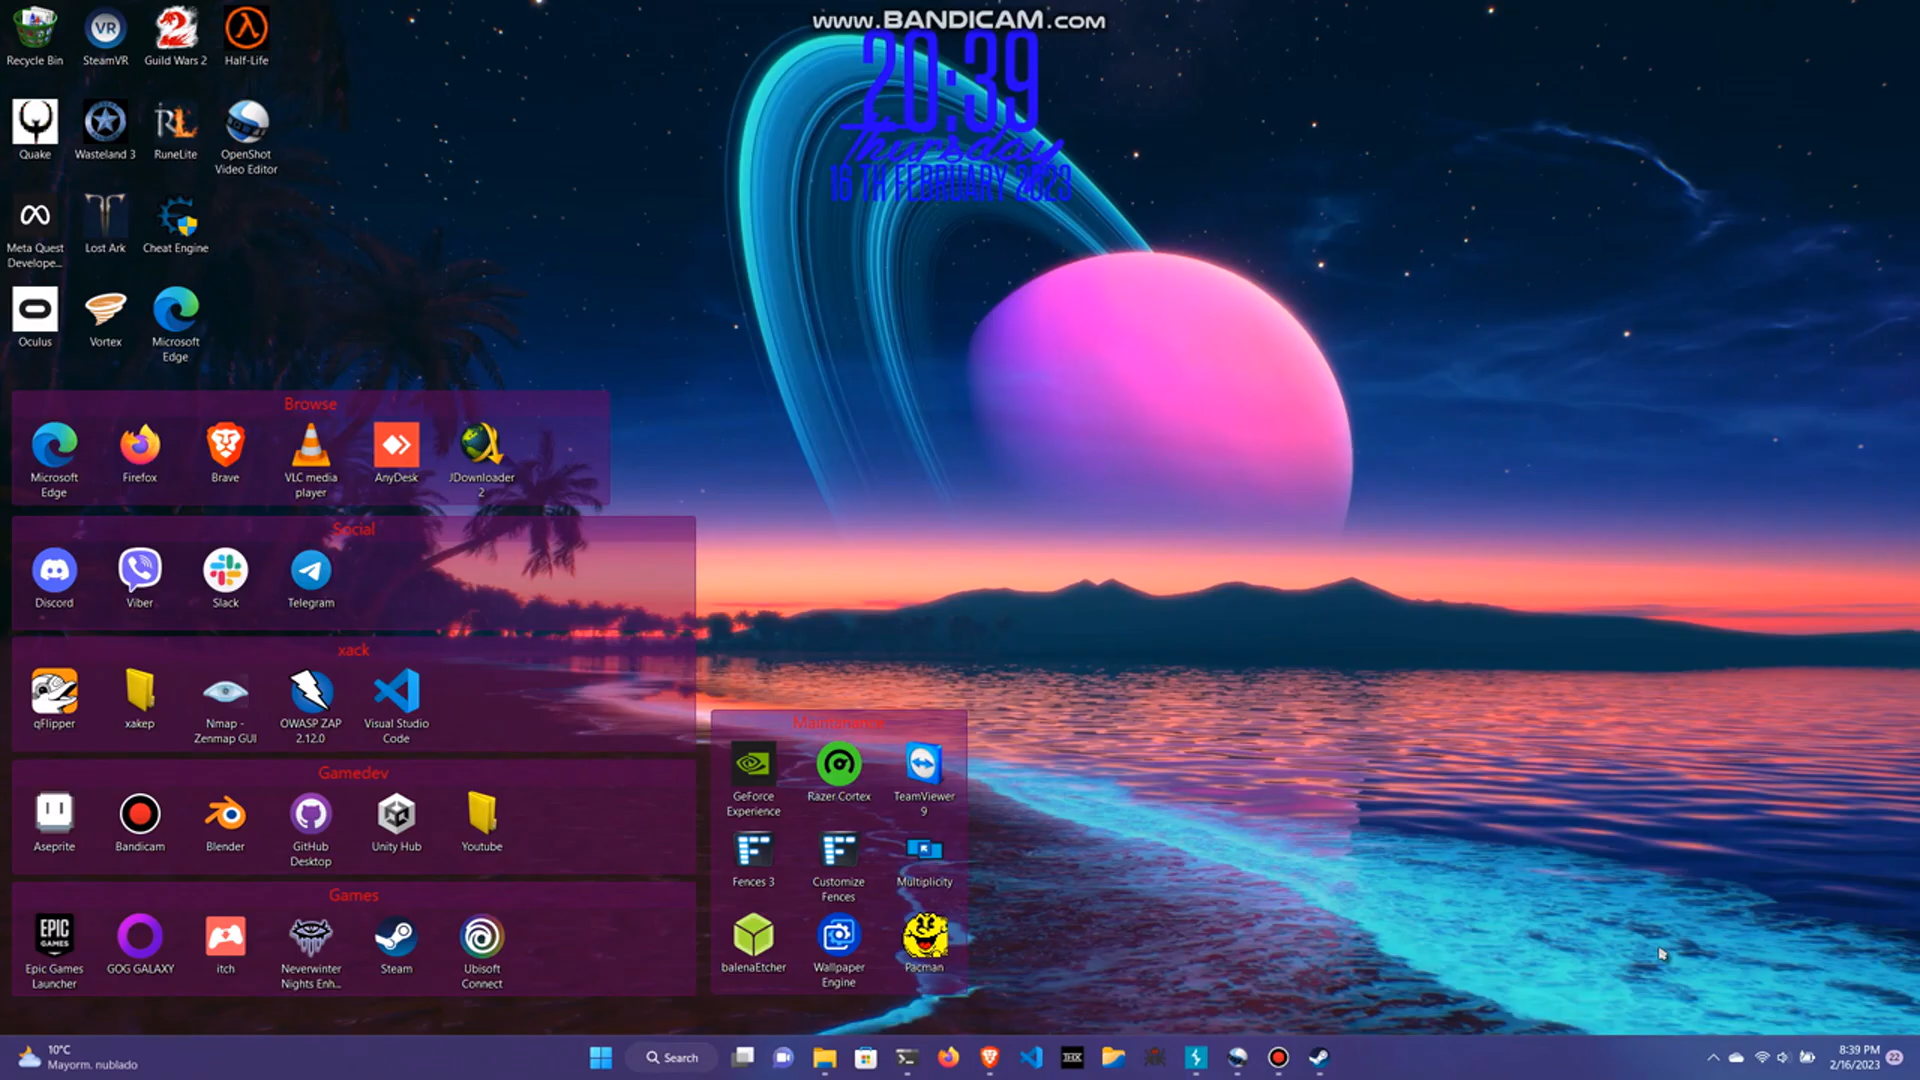 www.BANDICAM.com
20:39
Thursday
16 TH FEBRUARY 2023
Recycle Bin
SteamVR
Guild Wars 2
Half-Life
Quake
Wasteland 3
RuneLite
OpenShot
Video Editor
Meta Quest
Develope...
Lost Ark
Cheat Engine
Oculus
Vortex
Microsoft
Edge
Browse
Microsoft
Edge
Firefox
Brave
VLC media
player
AnyDesk
JDownloader
2
Social
Discord
Viber
Slack
Telegram
xack
qFlipper
xakep
Nmap -
Zenmap GUI
OWASP ZAP
2.12.0
Visual Studio
Code
Gamedev
Aseprite
Bandicam
Blender
GitHub
Desktop
Unity Hub
Youtube
Games
EPIC
GAMES
Epic Games
Launcher
GOG GALAXY
itch
Neverwinter
Nights Enh...
Steam
Ubisoft
Connect
Maintenance
GeForce
Experience
Razer Cortex
TeamViewer
9
Fences 3
Customize
Fences
Multiplicity
balenaEtcher
Wallpaper
Engine
Pacman
10°C
Mayorm. nublado
Search
THX
8:39 PM
2/16/2023
22